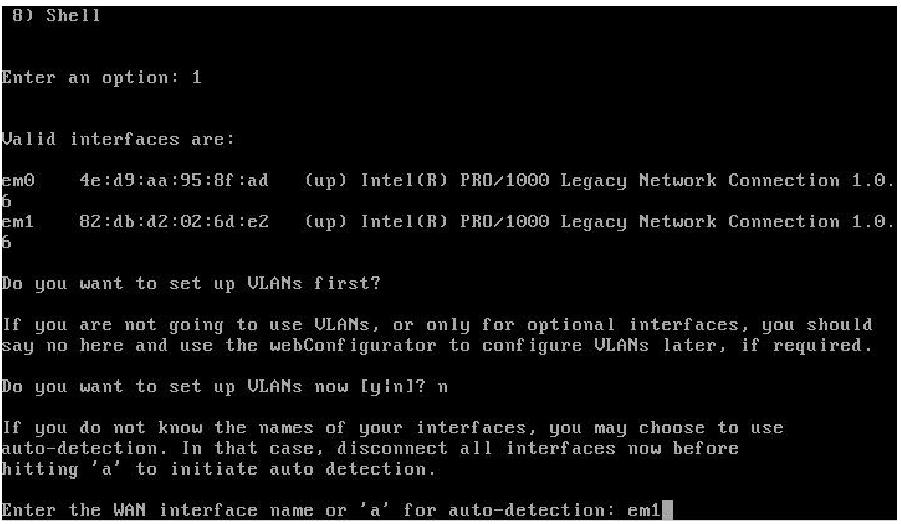 8) Shell
Enter an option: 1
Valid interfaces are:
em0 4e:d9:aa:95:8f:ad (up) Intel(R) PRO/1000 Legacy Network Connection 1.0.
6
em1 82:db:d2:02:6d:e2 (up) Intel(R) PRO/1000 Legacy Network Connection 1.0.
6
Do you want to set up VLANs first?
If you are not going to use VLANs, or only for optional interfaces, you should
say no here and use the webConfigurator to configure VLANs later, if required.
Do you want to set up VLANs now [y|n]? n
If you do not know the names of your interfaces, you may choose to use
auto-detection. In that case, disconnect all interfaces now before
hitting 'a' to initiate auto detection.
Enter the WAN interface name or 'a' for auto-detection: em1